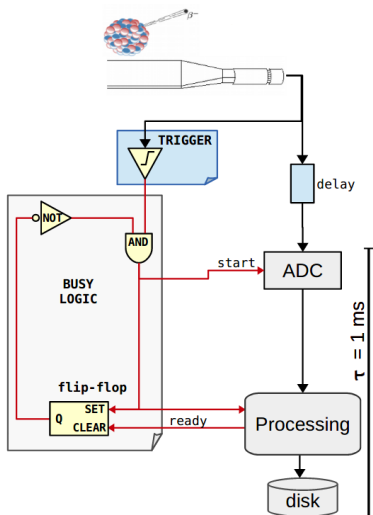 TRIGGER
delay
NOT
AND
start
ADC
BUSY
LOGIC
τ = 1 ms
flip-flop
SET
Q
CLEAR
ready
Processing
disk